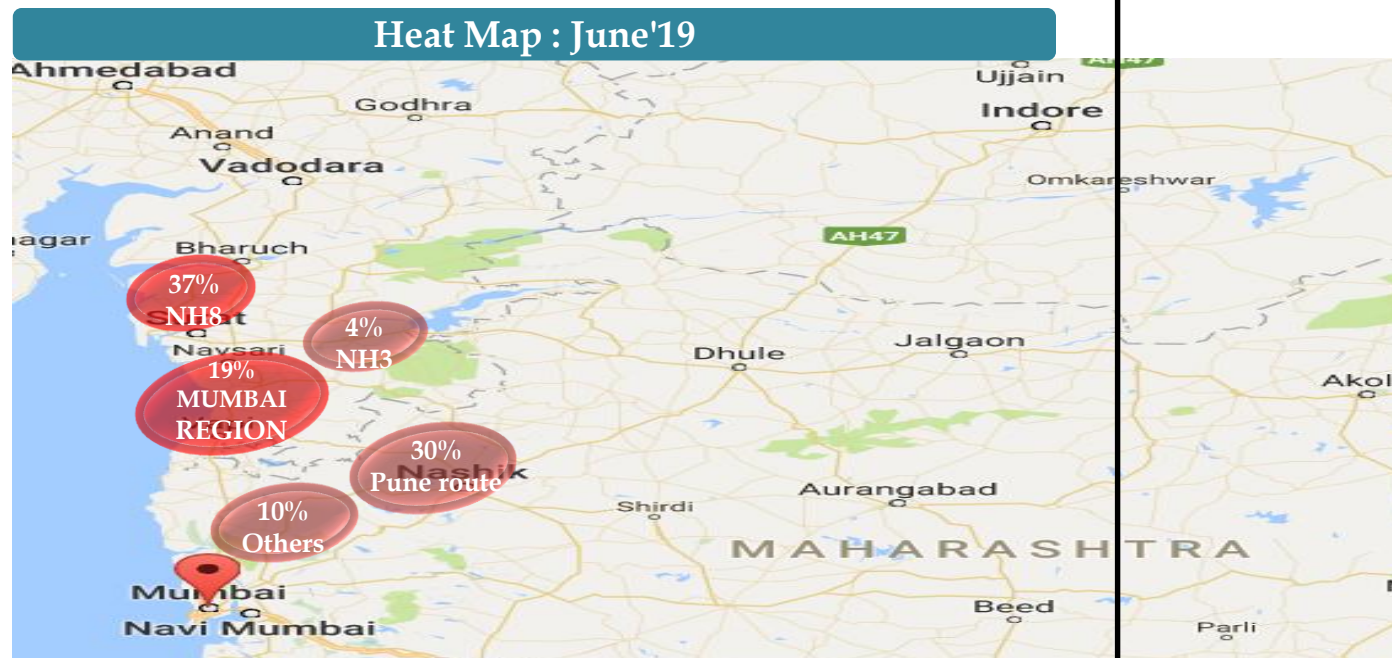 Heat Map : June'19
AH47
Ahmedabad
Ujjain
Godhra
Indore
Anand
Vadodara
Omkareshwar
agar
AH47
Bharuch
37%
NH8
4%
NH3
Navsari
Dhule
Jalgaon
19%
MUMBAI
REGION
Akol
30%
Pune route
Nashik
Aurangabad
Shirdi
10%
Others
MAHARASHTRA
Mumbai
Navi Mumbai
Beed
Parli